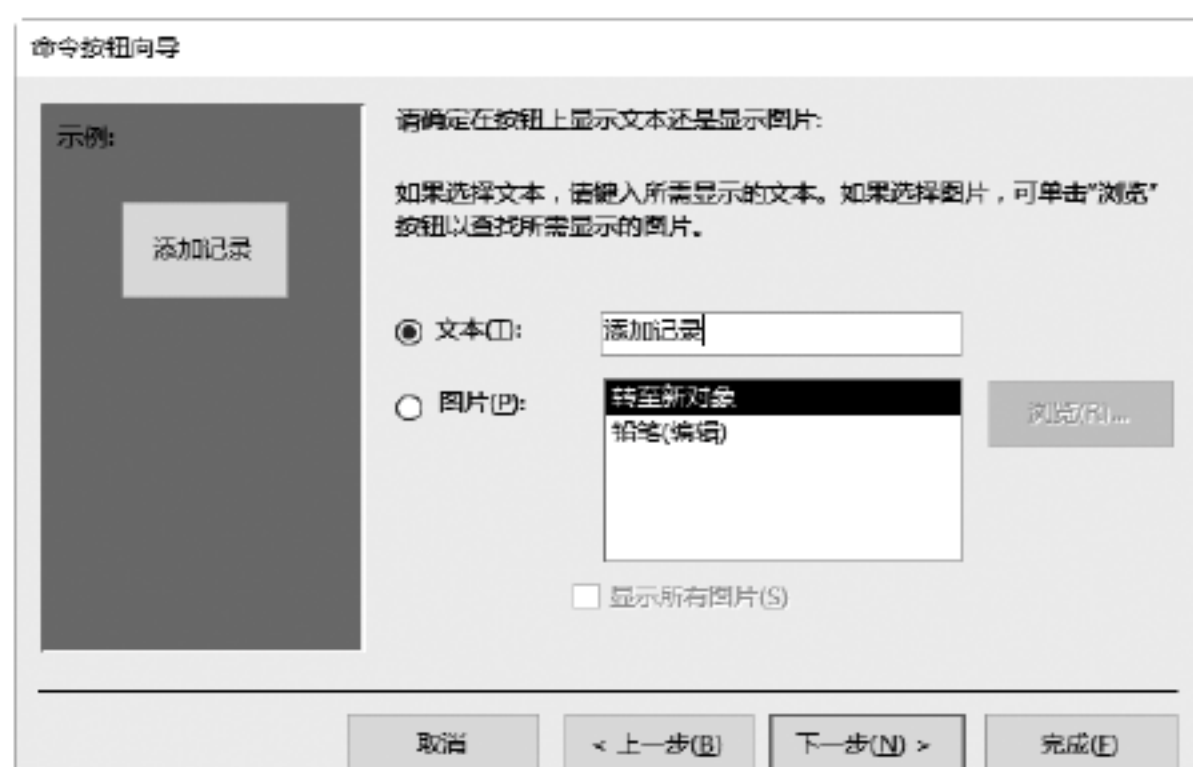 命令按钮向导
示例:
添加记录
请确定在按钮上显示文本还是显示图片:
如果选择文本，请键入所需显示的文本。如果选择图片，可单击"浏览"
按钮以查找所需显示的图片。
文本(T):
添加记录
图片(P):
转至新对象
铅笔(编辑)
浏览(R)...
显示所有图片(S)
取消
< 上一步(B)
下一步(N) >
完成(F)